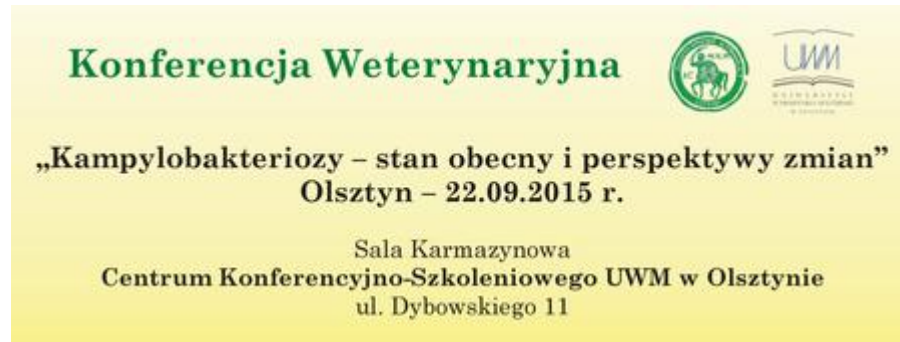 Konferencja Weterynaryjna
UWM
„Kampylobakteriozy – stan obecny i perspektywy zmian”
Olsztyn – 22.09.2015 r.
Sala Karmazynowa
Centrum Konferencyjno-Szkoleniowego UWM w Olsztynie
ul. Dybowskiego 11